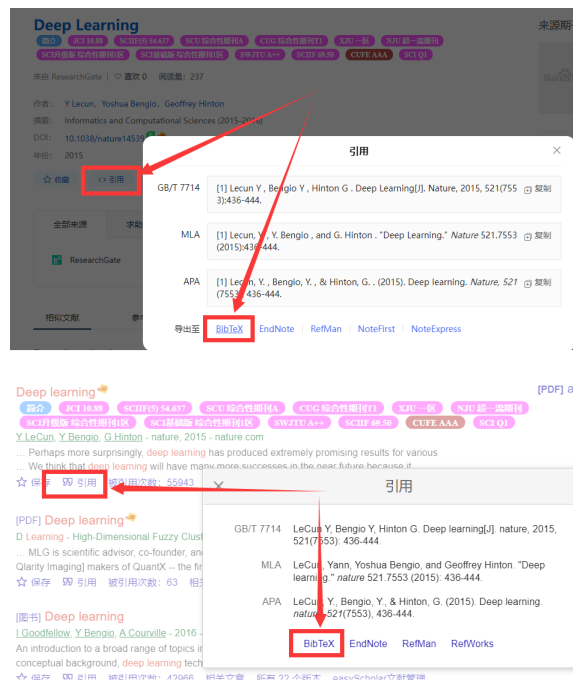 Deep Learning
来源期
简介 JCI 10.88 SCIIF(5) 54.637 SCU 综合性期刊A CUG 综合性期刊T1 XJU 一区 NJU 超一流期刊
SCI升级版 综合性期刊1区 SCI基础版 综合性期刊1区 SWJTU A++ SCIIF 69.50 CUFE AAA SCI Q1
来自 ResearchGate | ♡ 喜欢 0 阅读量: 237
作者: Y Lecun, Yoshua Bengio, Geoffrey Hinton
摘要: Informatics and Computational Sciences (2015-2016)
DOI: 10.1038/nature14539
年份: 2015
☆ 收藏 <> 引用
全部来源 求助
ResearchGate
相似文献
引用 ×
GB/T 7714 [1] Lecun Y , Bengio Y , Hinton G . Deep Learning[J]. Nature, 2015, 521(755 复制
3):436-444.
MLA [1] Lecun, Y., Y. Bengio , and G. Hinton . "Deep Learning." Nature 521.7553 复制
(2015):436-444.
APA [1] Lecun, Y. , Bengio, Y. , & Hinton, G. . (2015). Deep learning. Nature, 521 复制
(7553), 436-444.
导出至 BibTeX EndNote RefMan NoteFirst NoteExpress
Deep learning
[PDF]
简介 JCI 10.88 SCIIF(5) 54.637 SCU 综合性期刊A CUG 综合性期刊T1 XJU 一区 NJU 超一流期刊
SCI升级版 综合性期刊1区 SCI基础版 综合性期刊1区 SWJTU A++ SCIIF 69.50 CUFE AAA SCI Q1
Y LeCun, Y Bengio, G Hinton - nature, 2015 - nature.com
... Perhaps more surprisingly, deep learning has produced extremely promising results for various
... We think that deep learning will have many more successes in the near future because it
☆ 保存 引用 被引用次数: 55943
[PDF] Deep learning
D Learning - High-Dimensional Fuzzy Clust
... MLG is scientific advisor, co-founder, an
Qlarity Imaging] makers of QuantX -- the fir
☆ 保存 引用 被引用次数: 63 相
[图书] Deep learning
I Goodfellow, Y Bengio, A Courville - 2016 -
An introduction to a broad range of topics i
conceptual background, deep learning tech
☆ 保存 引用 被引用次数: 42966 相关文章 所有 22 个版本 easyScholar文献管理
× 引用
GB/T 7714 LeCun Y, Bengio Y, Hinton G. Deep learning[J]. nature, 2015,
521(7553): 436-444.
MLA LeCun, Yann, Yoshua Bengio, and Geoffrey Hinton. "Deep
learning." nature 521.7553 (2015): 436-444.
APA LeCun, Y., Bengio, Y., & Hinton, G. (2015). Deep learning.
nature, 521(7553), 436-444.
BibTeX EndNote RefMan RefWorks